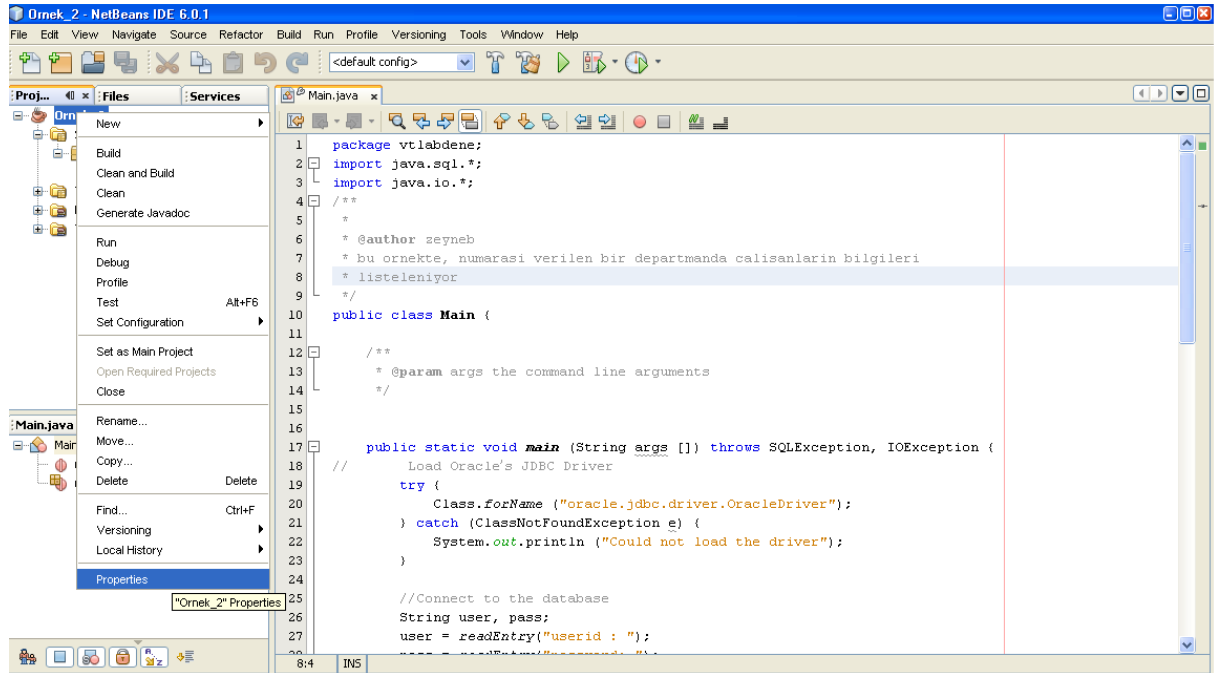 Ornek_2 - NetBeans IDE 6.0.1
File Edit View Navigate Source Refactor Build Run Profile Versioning Tools Window Help
<default config>
Proj... Files Services
Main.java x
New
Build
Clean and Build
Clean
Generate Javadoc
Run
Debug
Profile
Test Alt+F6
Set Configuration
Set as Main Project
Open Required Projects
Close
Rename...
Move...
Copy...
Delete Delete
Find... Ctrl+F
Versioning
Local History
Properties
"Ornek_2" Properties
Main.java
Main
1 package vtlabdene;
2 import java.sql.*;
3 import java.io.*;
4 /**
5 *
6 * @author zeyneb
7 * bu ornekte, numarasi verilen bir departmanda calisanlarin bilgileri
8 * listeleniyor
9 */
10 public class Main {
11
12 /**
13 * @param args the command line arguments
14 */
15
16
17 public static void main (String args []) throws SQLException, IOException {
18 // Load Oracle's JDBC Driver
19 try {
20 Class.forName ("oracle.jdbc.driver.OracleDriver");
21 } catch (ClassNotFoundException e) {
22 System.out.println ("Could not load the driver");
23 }
24
25 //Connect to the database
26 String user, pass;
27 user = readEntry("userid : ");
8:4 INS